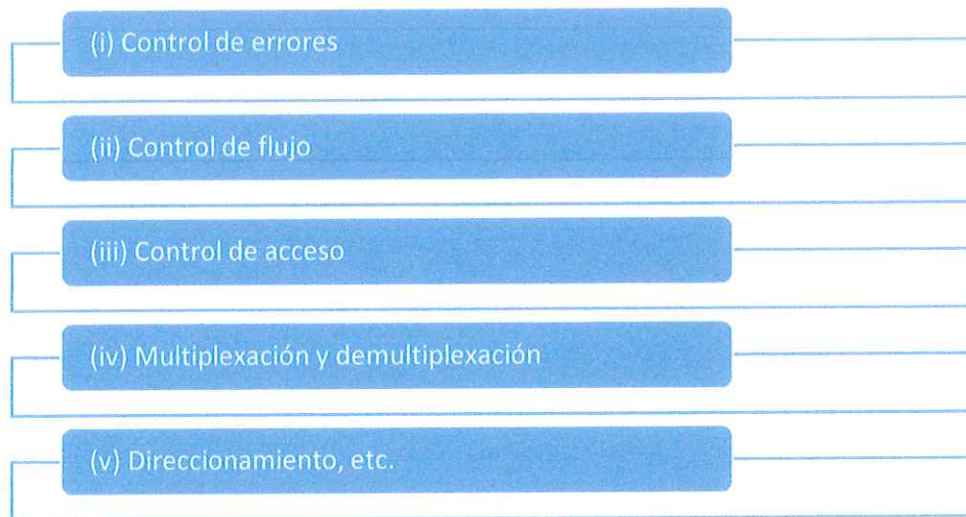 (i) Control de errores
(ii) Control de flujo
(iii) Control de acceso
(iv) Multiplexación y demultiplexación
(v) Direccionamiento, etc.